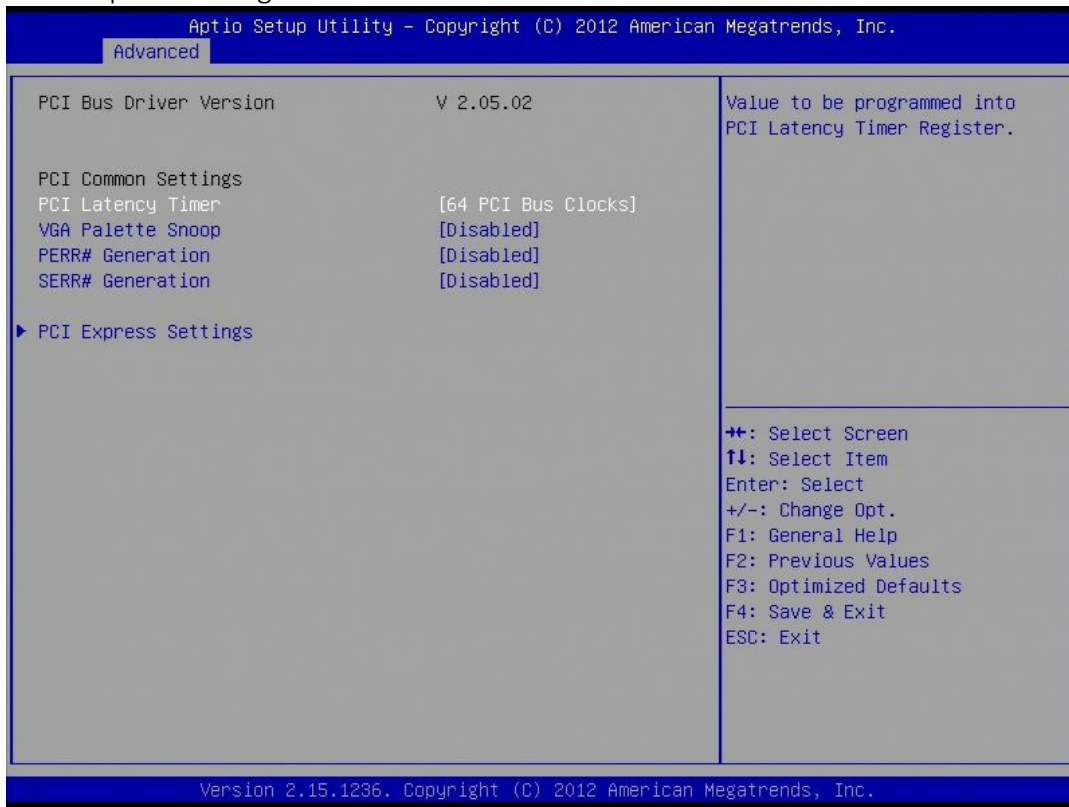 Aptio Setup Utility – Copyright (C) 2012 American Megatrends, Inc.
Advanced
PCI Bus Driver Version V 2.05.02
PCI Common Settings
PCI Latency Timer [64 PCI Bus Clocks]
VGA Palette Snoop [Disabled]
PERR# Generation [Disabled]
SERR# Generation [Disabled]
▶ PCI Express Settings
Value to be programmed into
PCI Latency Timer Register.
→←: Select Screen
↑↓: Select Item
Enter: Select
+/-: Change Opt.
F1: General Help
F2: Previous Values
F3: Optimized Defaults
F4: Save & Exit
ESC: Exit
Version 2.15.1236. Copyright (C) 2012 American Megatrends, Inc.